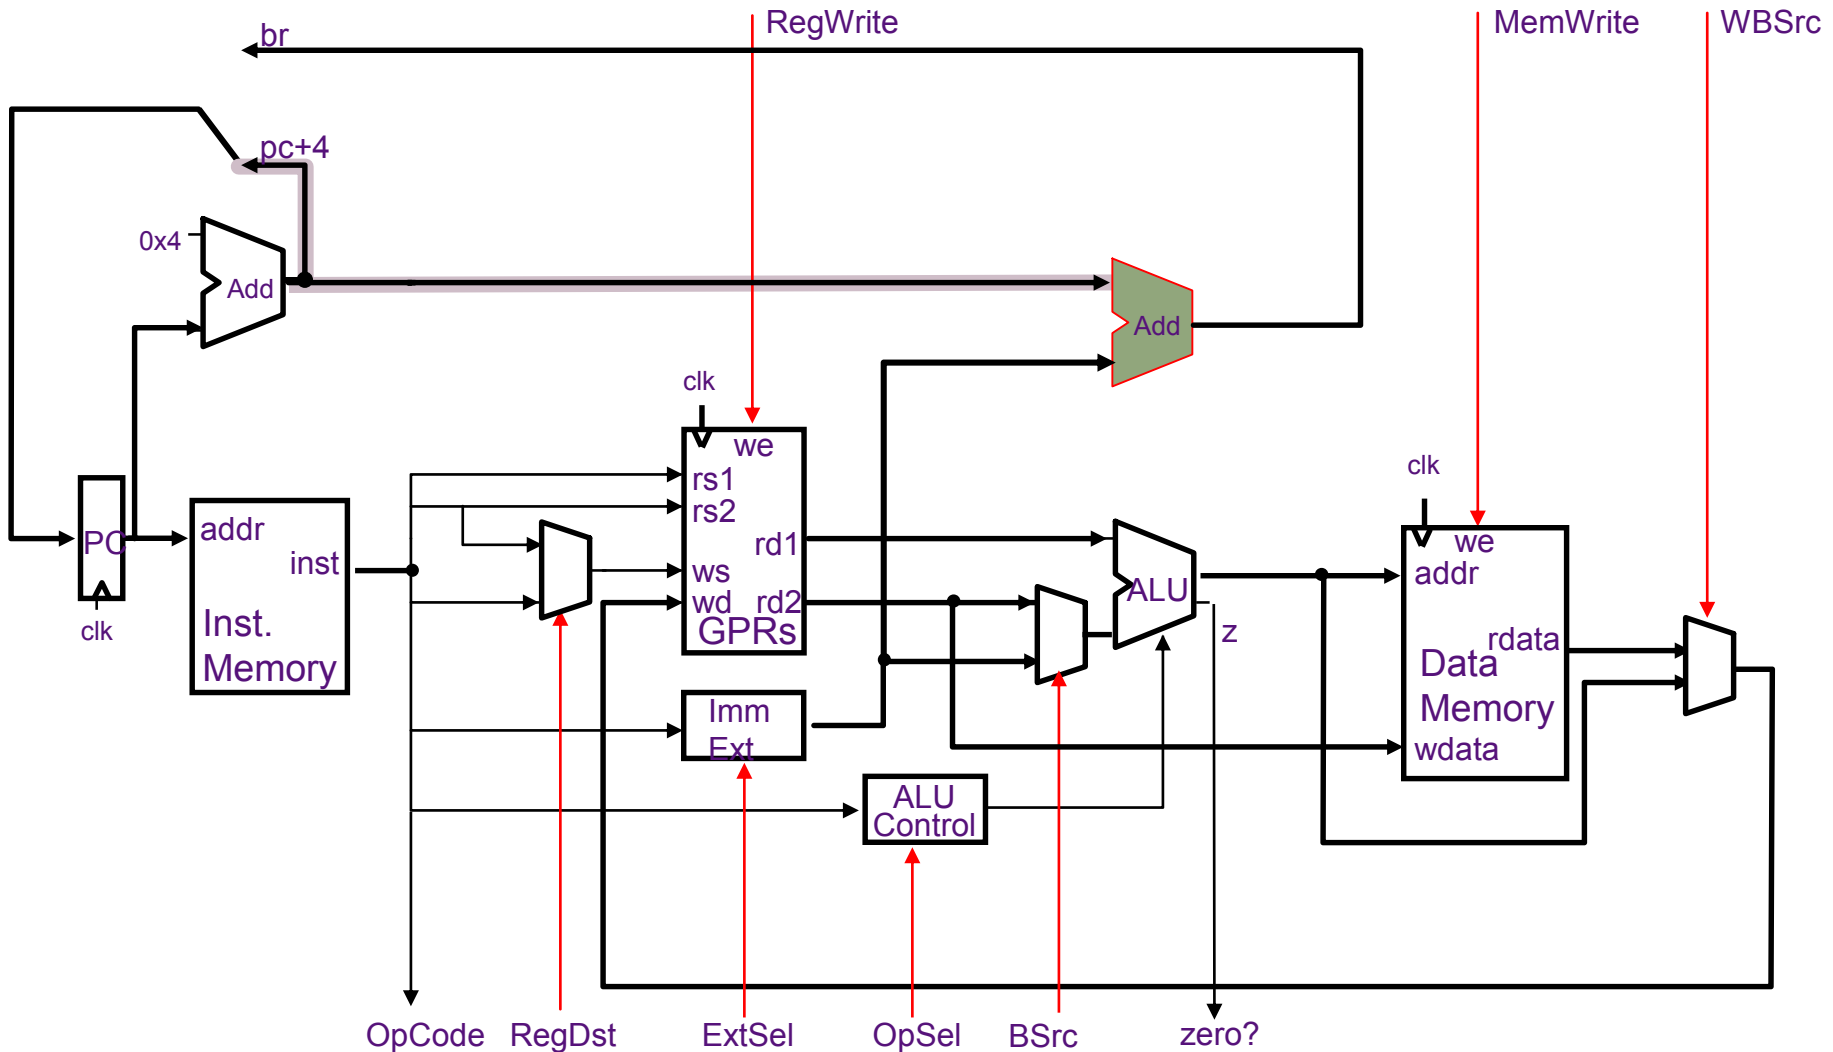 RegWrite
MemWrite
WBSrc
br
pc+4
0x4
Add
Add
clk
we
rs1
rs2
rd1
ws
wd
rd2
GPRs
PC
clk
addr
inst
Inst.
Memory
ALU
z
clk
we
addr
rdata
Data
Memory
wdata
Imm
Ext
ALU
Control
OpCode
RegDst
ExtSel
OpSel
BSrc
zero?